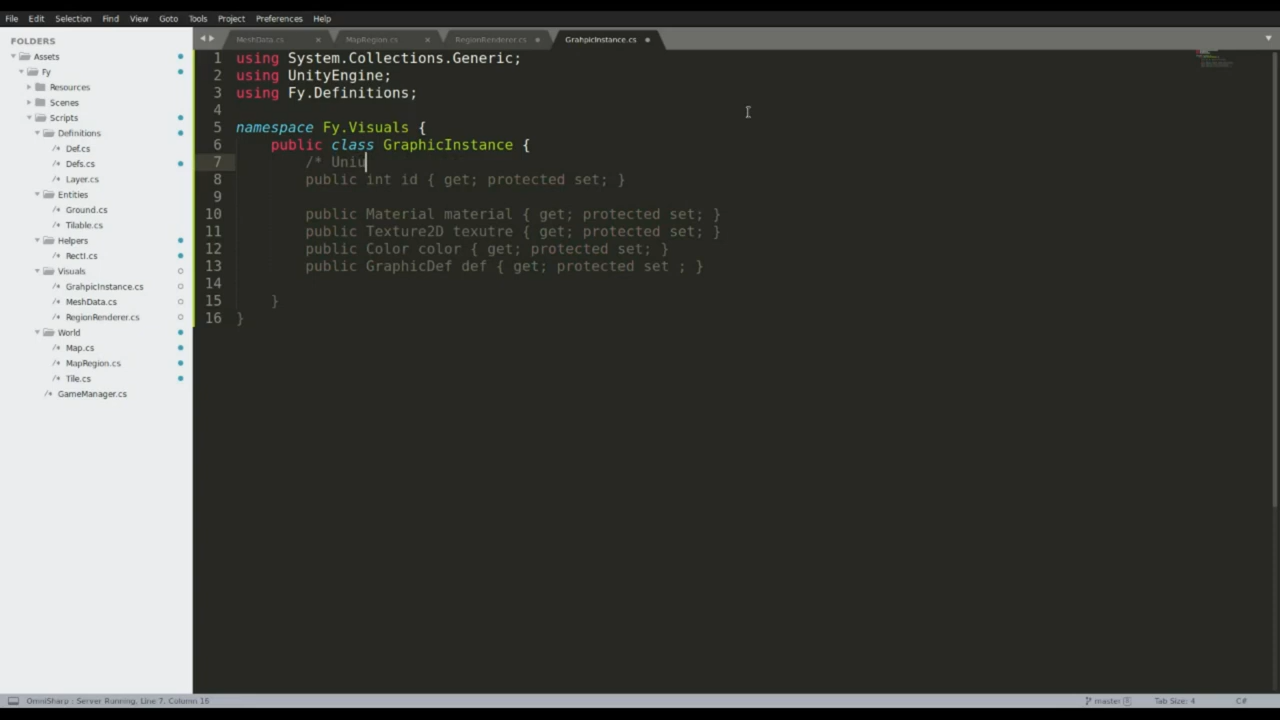 File Edit Selection Find View Goto Tools Project Preferences Help
FOLDERS
Assets
Fy
Resources
Scenes
Scripts
Definitions
/* Def.cs
/* Defs.cs
/* Layer.cs
Entities
/* Ground.cs
/* Tilable.cs
Helpers
/* RectI.cs
Visuals
/* GrahpicInstance.cs
/* MeshData.cs
/* RegionRenderer.cs
World
/* Map.cs
/* MapRegion.cs
/* Tile.cs
/* GameManager.cs
MeshData.cs × MapRegion.cs × RegionRenderer.cs GrahpicInstance.cs
1 using System.Collections.Generic;
2 using UnityEngine;
3 using Fy.Definitions;
4
5 namespace Fy.Visuals {
6 public class GraphicInstance {
7 /* Uniu
8 public int id { get; protected set; }
9
10 public Material material { get; protected set; }
11 public Texture2D texutre { get; protected set; }
12 public Color color { get; protected set; }
13 public GraphicDef def { get; protected set ; }
14
15 }
16 }
OmniSharp : Server Running, Line 7, Column 16 master Tab Size: 4 C#